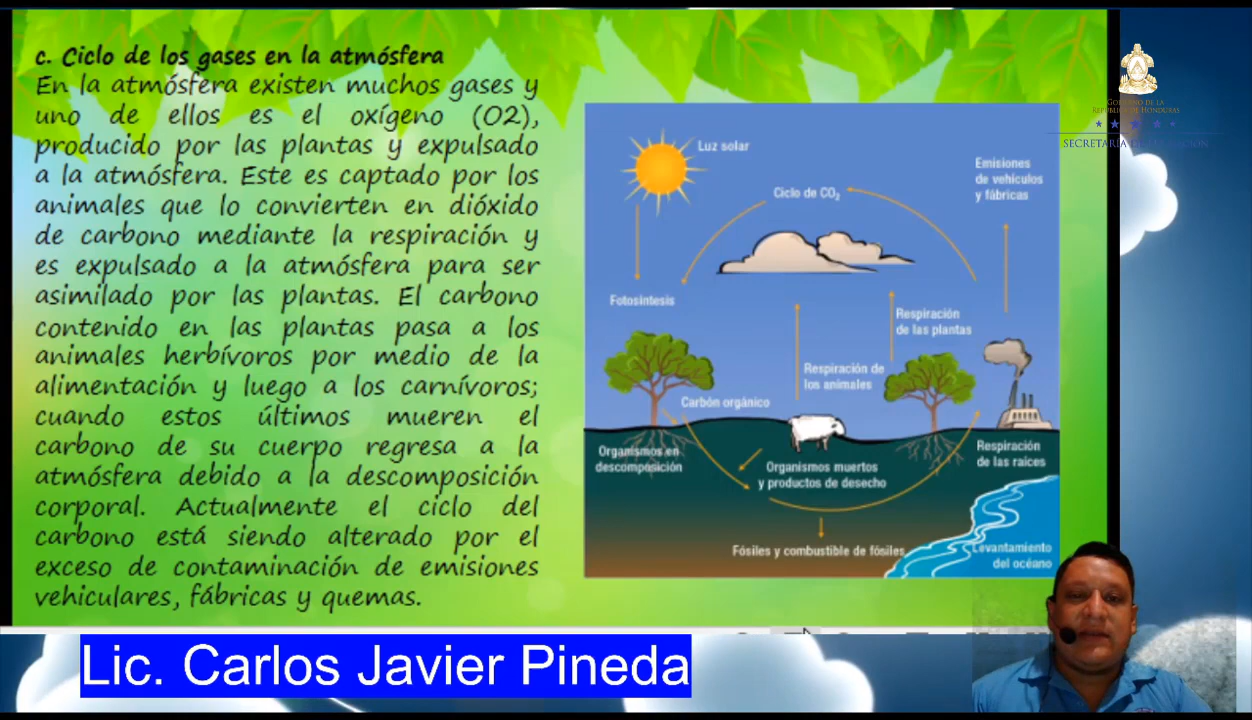 c. Ciclo de los gases en la atmósfera
En la atmósfera existen muchos gases y
uno de ellos es el oxígeno (O2),
producido por las plantas y expulsado
a la atmósfera. Este es captado por los
animales que lo convierten en dióxido
de carbono mediante la respiración y
es expulsado a la atmósfera para ser
asimilado por las plantas. El carbono
contenido en las plantas pasa a los
animales herbívoros por medio de la
alimentación y luego a los carnívoros;
cuando estos últimos mueren el
carbono de su cuerpo regresa a la
atmósfera debido a la descomposición
corporal. Actualmente el ciclo del
carbono está siendo alterado por el
exceso de contaminación de emisiones
vehiculares, fábricas y quemas.
Luz solar
Ciclo de CO₂
Emisiones
de vehículos
y fábricas
Fotosíntesis
Respiración
de las plantas
Respiración de
los animales
Carbón orgánico
Organismos en
descomposición
Organismos muertos
y productos de desecho
Respiración
de las raíces
Fósiles y combustible de fósiles
Levantamiento
del océano
GOBIERNO DE LA
REPÚBLICA DE HONDURAS
SECRETARÍA DE EDUCACIÓN
Lic. Carlos Javier Pineda